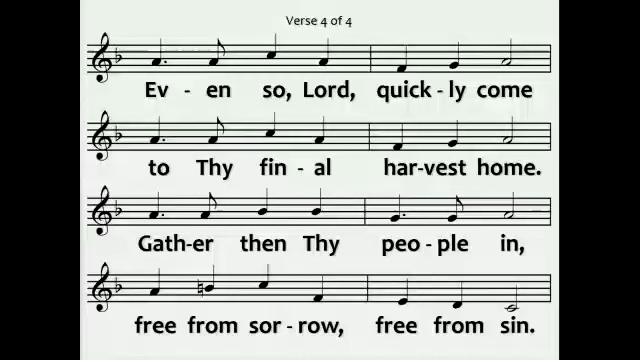 Verse 4 of 4
Ev - en so, Lord, quick - ly come
to Thy fin - al har - vest home.
Gath - er then Thy peo - ple in,
free from sor - row, free from sin.